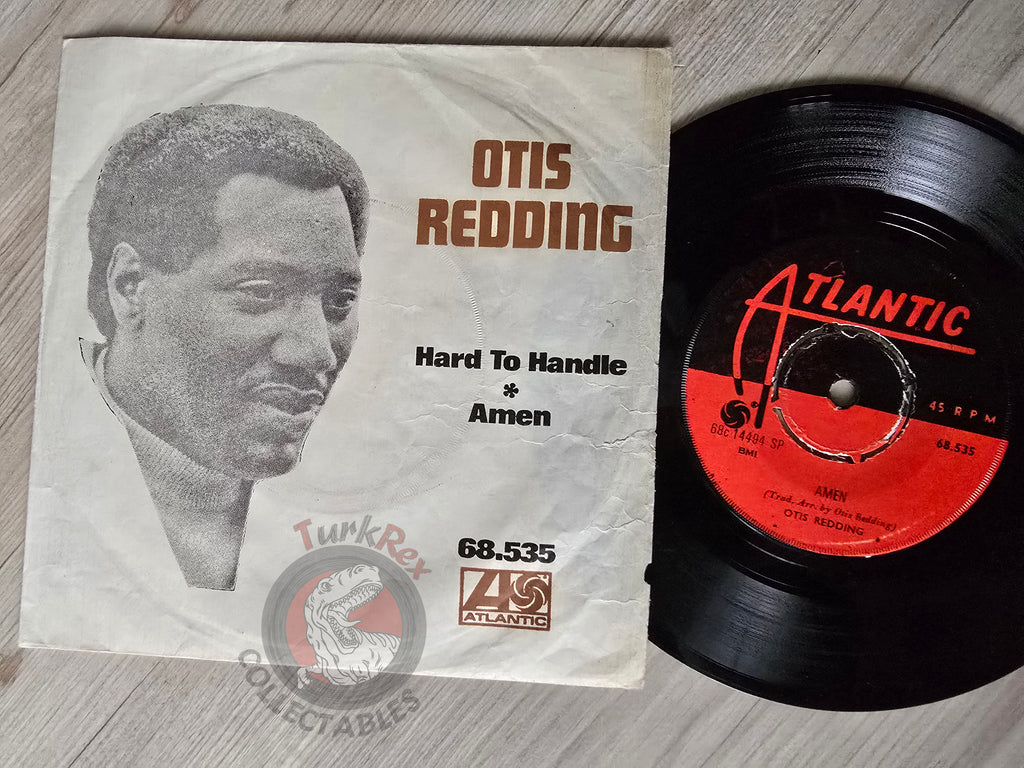 OTIS
REDDING
Hard To Handle
*
Amen
68.535
ATLANTIC
TurkRex
COLLECTABLES
ATLANTIC
45 RPM
68.535
68c 14494 SP
BMI
AMEN
(Trad. Arr. by Otis Redding)
OTIS REDDING